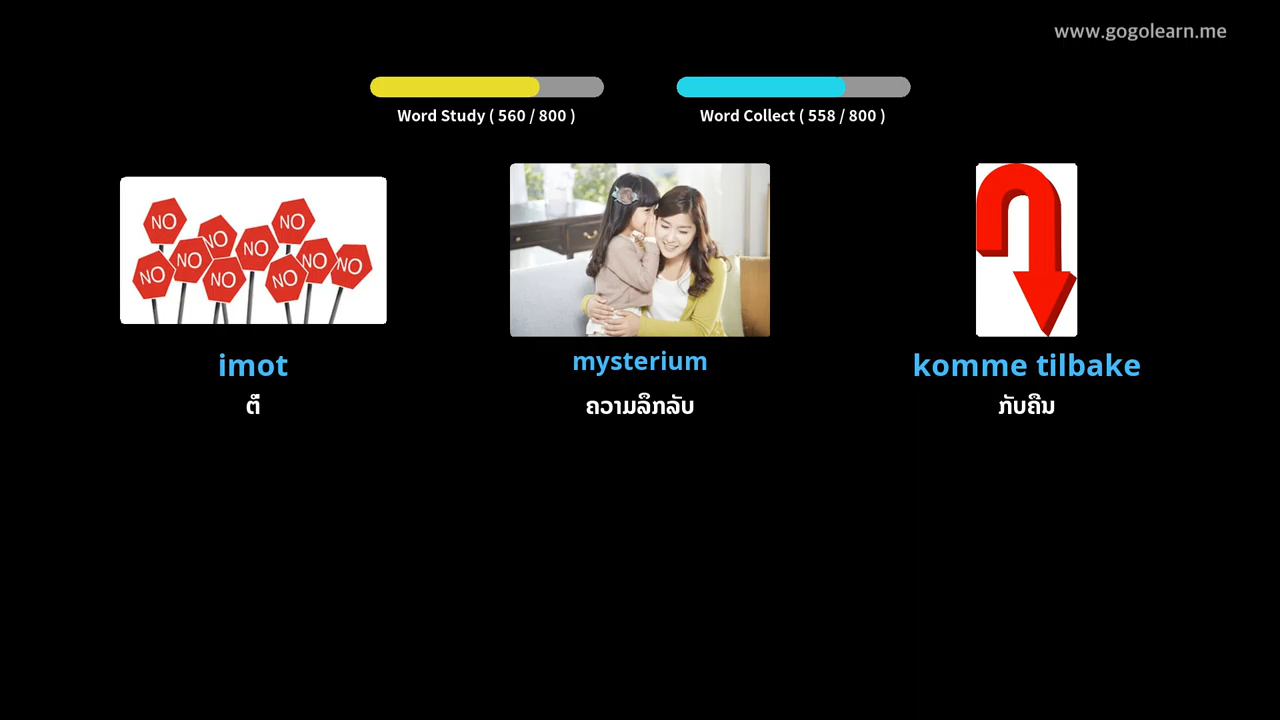 www.gogolearn.me
Word Study ( 560 / 800 )
Word Collect ( 558 / 800 )
NO NO NO NO NO NO NO NO NO NO
imot
ຕໍ່
mysterium
ຄວາມລຶກລັບ
komme tilbake
ກັບຄືນ